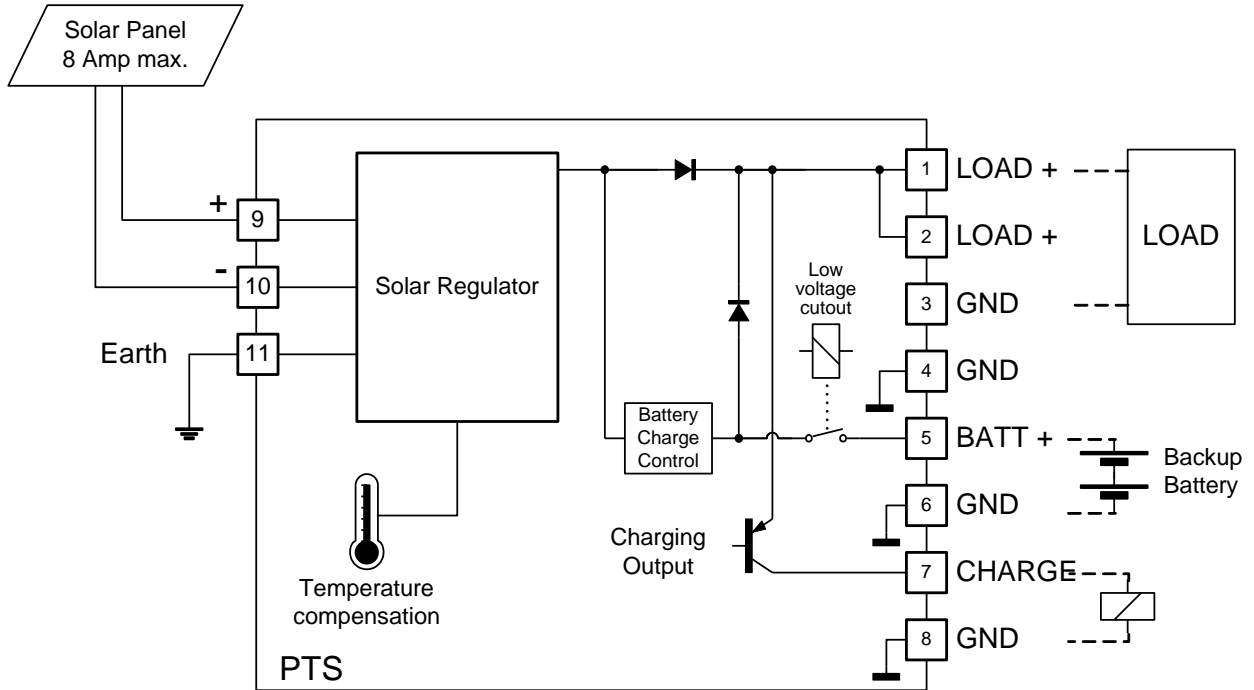 Solar Panel
8 Amp max.
+
9
-
10
Earth
11
Solar Regulator
Temperature
compensation
PTS
Battery
Charge
Control
Low
voltage
cutout
Charging
Output
1
LOAD +
2
LOAD +
3
GND
4
GND
5
BATT +
6
GND
7
CHARGE
8
GND
LOAD
Backup
Battery